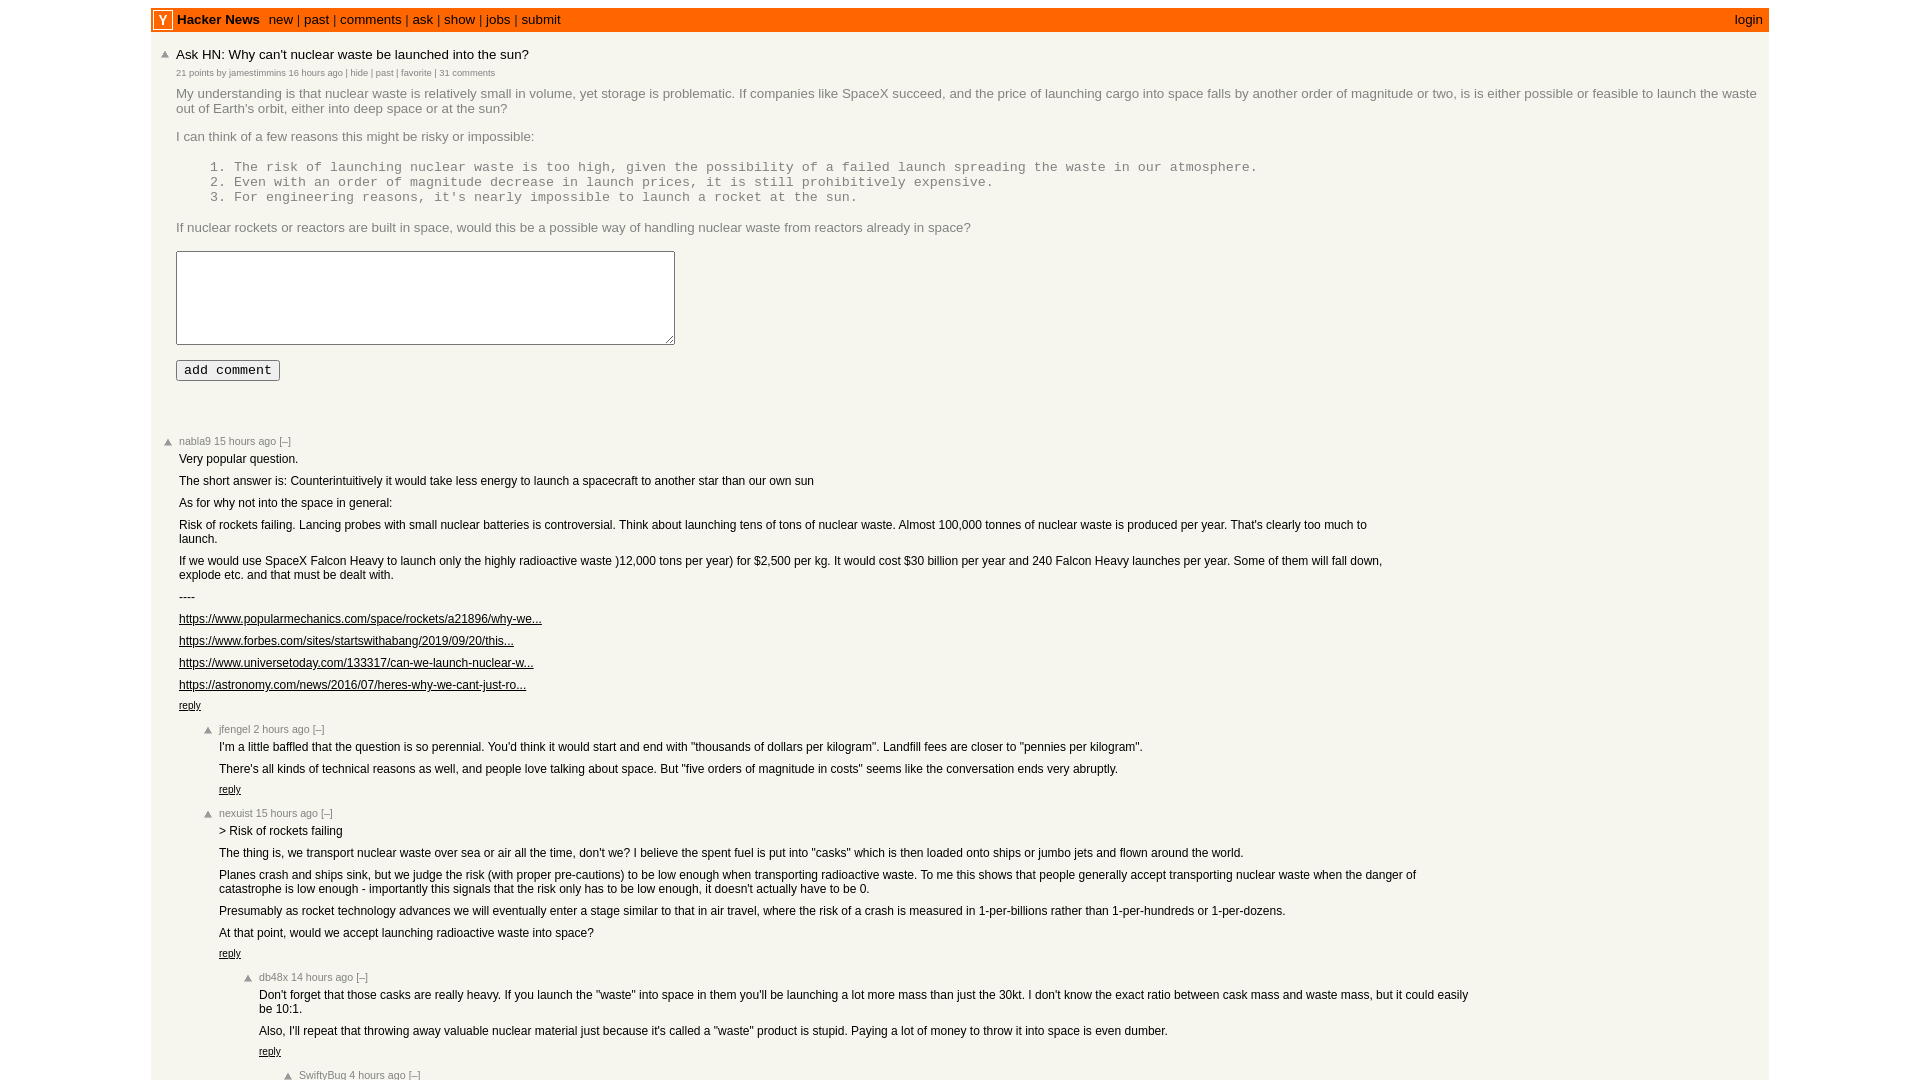 Y Hacker News new | past | comments | ask | show | jobs | submit login
Ask HN: Why can't nuclear waste be launched into the sun?
21 points by jamestimmins 16 hours ago | hide | past | favorite | 31 comments
My understanding is that nuclear waste is relatively small in volume, yet storage is problematic. If companies like SpaceX succeed, and the price of launching cargo into space falls by another order of magnitude or two, is is either possible or feasible to launch the waste
out of Earth's orbit, either into deep space or at the sun?
I can think of a few reasons this might be risky or impossible:
1. The risk of launching nuclear waste is too high, given the possibility of a failed launch spreading the waste in our atmosphere.
2. Even with an order of magnitude decrease in launch prices, it is still prohibitively expensive.
3. For engineering reasons, it's nearly impossible to launch a rocket at the sun.
If nuclear rockets or reactors are built in space, would this be a possible way of handling nuclear waste from reactors already in space?
add comment
nabla9 15 hours ago [–]
Very popular question.
The short answer is: Counterintuitively it would take less energy to launch a spacecraft to another star than our own sun
As for why not into the space in general:
Risk of rockets failing. Lancing probes with small nuclear batteries is controversial. Think about launching tens of tons of nuclear waste. Almost 100,000 tonnes of nuclear waste is produced per year. That's clearly too much to
launch.
If we would use SpaceX Falcon Heavy to launch only the highly radioactive waste )12,000 tons per year) for $2,500 per kg. It would cost $30 billion per year and 240 Falcon Heavy launches per year. Some of them will fall down,
explode etc. and that must be dealt with.
----
https://www.popularmechanics.com/space/rockets/a21896/why-we...
https://www.forbes.com/sites/startswithabang/2019/09/20/this...
https://www.universetoday.com/133317/can-we-launch-nuclear-w...
https://astronomy.com/news/2016/07/heres-why-we-cant-just-ro...
reply
jfengel 2 hours ago [–]
I'm a little baffled that the question is so perennial. You'd think it would start and end with "thousands of dollars per kilogram". Landfill fees are closer to "pennies per kilogram".
There's all kinds of technical reasons as well, and people love talking about space. But "five orders of magnitude in costs" seems like the conversation ends very abruptly.
reply
nexuist 15 hours ago [–]
> Risk of rockets failing
The thing is, we transport nuclear waste over sea or air all the time, don't we? I believe the spent fuel is put into "casks" which is then loaded onto ships or jumbo jets and flown around the world.
Planes crash and ships sink, but we judge the risk (with proper pre-cautions) to be low enough when transporting radioactive waste. To me this shows that people generally accept transporting nuclear waste when the danger of
catastrophe is low enough - importantly this signals that the risk only has to be low enough, it doesn't actually have to be 0.
Presumably as rocket technology advances we will eventually enter a stage similar to that in air travel, where the risk of a crash is measured in 1-per-billions rather than 1-per-hundreds or 1-per-dozens.
At that point, would we accept launching radioactive waste into space?
reply
db48x 14 hours ago [–]
Don't forget that those casks are really heavy. If you launch the "waste" into space in them you'll be launching a lot more mass than just the 30kt. I don't know the exact ratio between cask mass and waste mass, but it could easily
be 10:1.
Also, I'll repeat that throwing away valuable nuclear material just because it's called a "waste" product is stupid. Paying a lot of money to throw it into space is even dumber.
reply
SwiftyBug 4 hours ago [–]